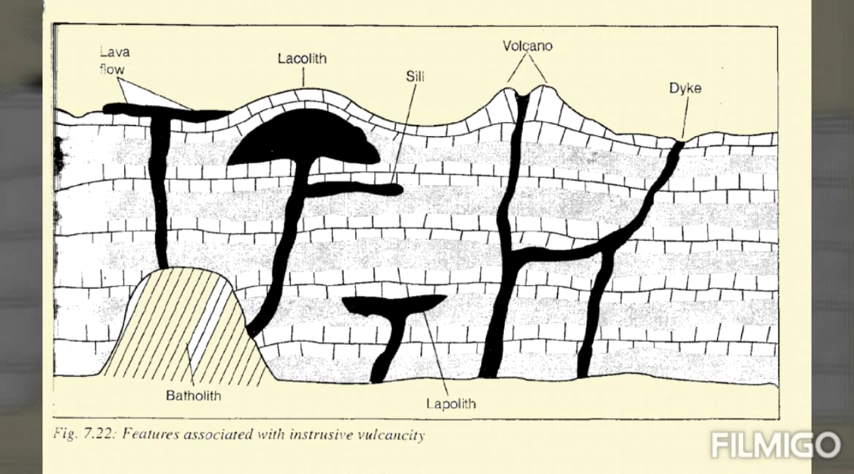 Lava
flow
Lacolith
Sill
Volcano
Dyke
Batholith
Lapolith
Fig. 7.22: Features associated with instrusive vulcancity
FILMIGO